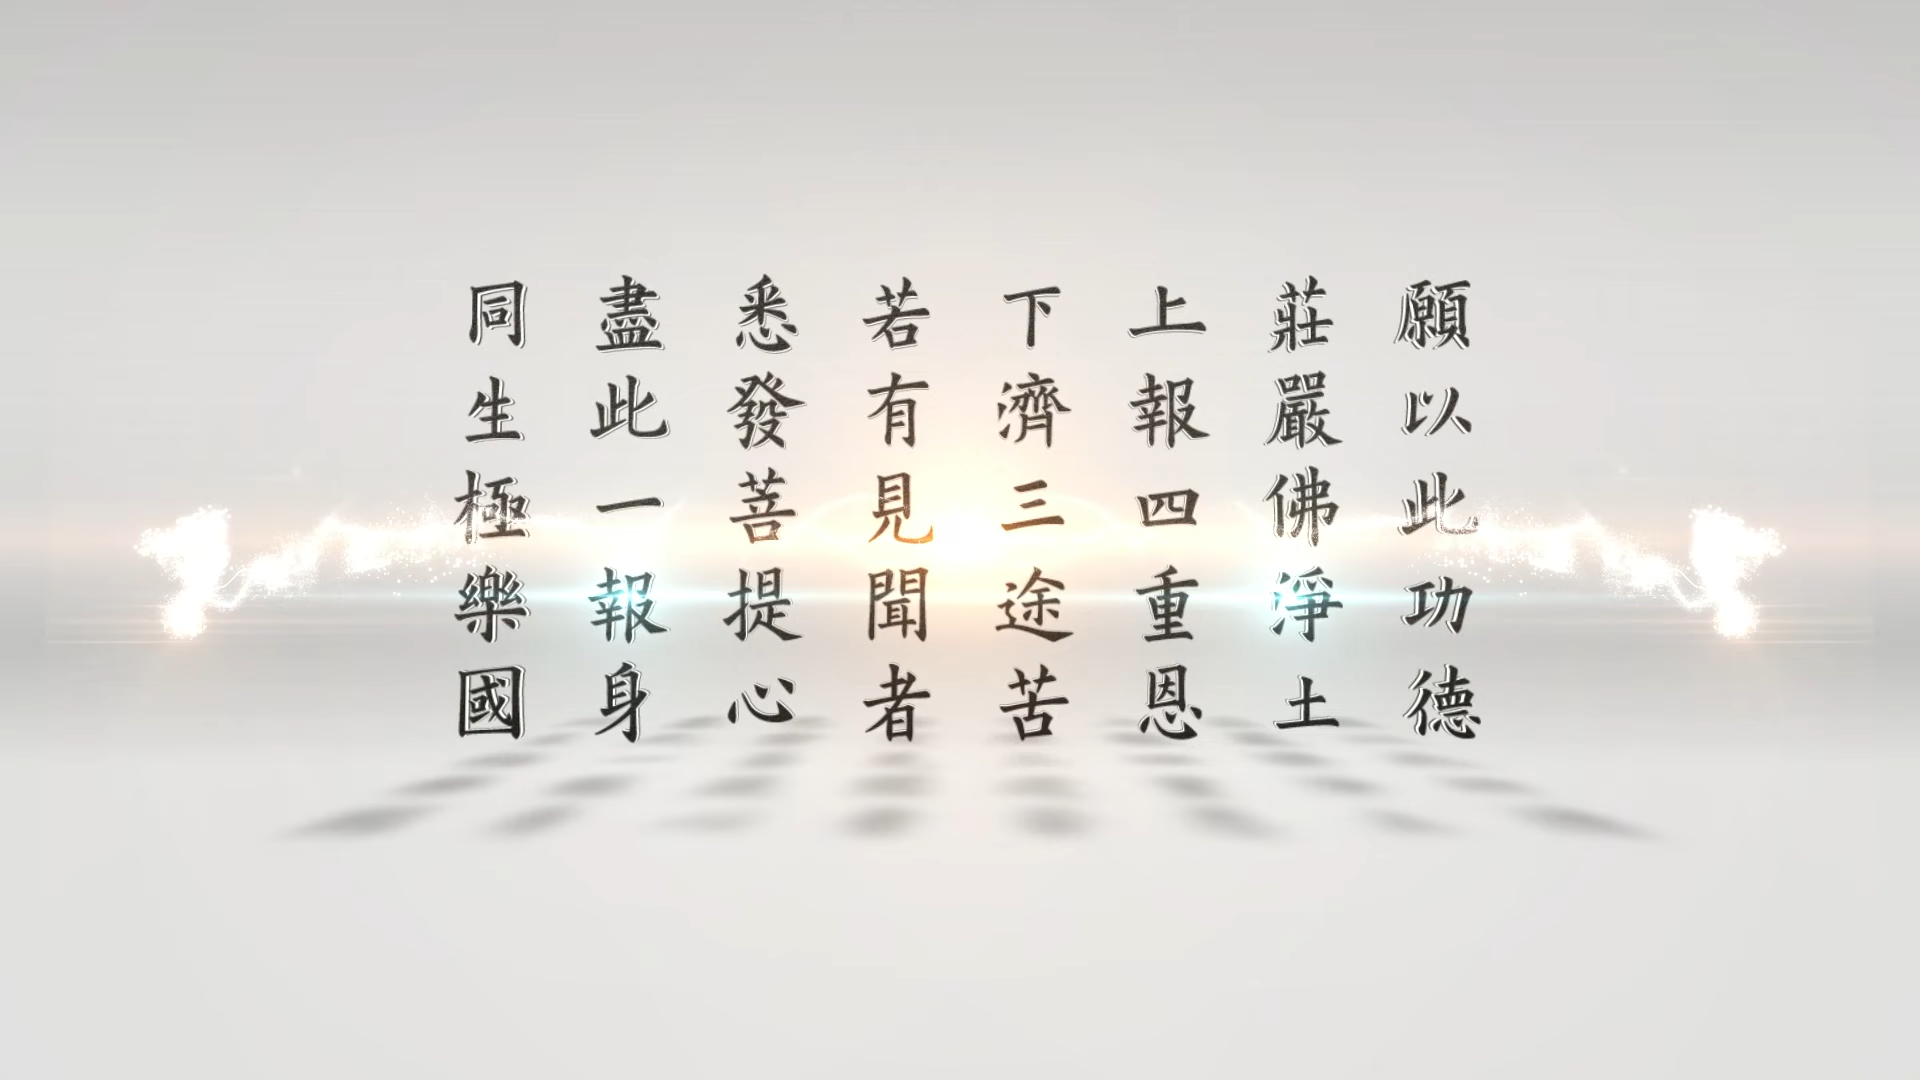 願以此功德
莊嚴佛淨土
上報四重恩
下濟三途苦
若有見聞者
悉發菩提心
盡此一報身
同生極樂國